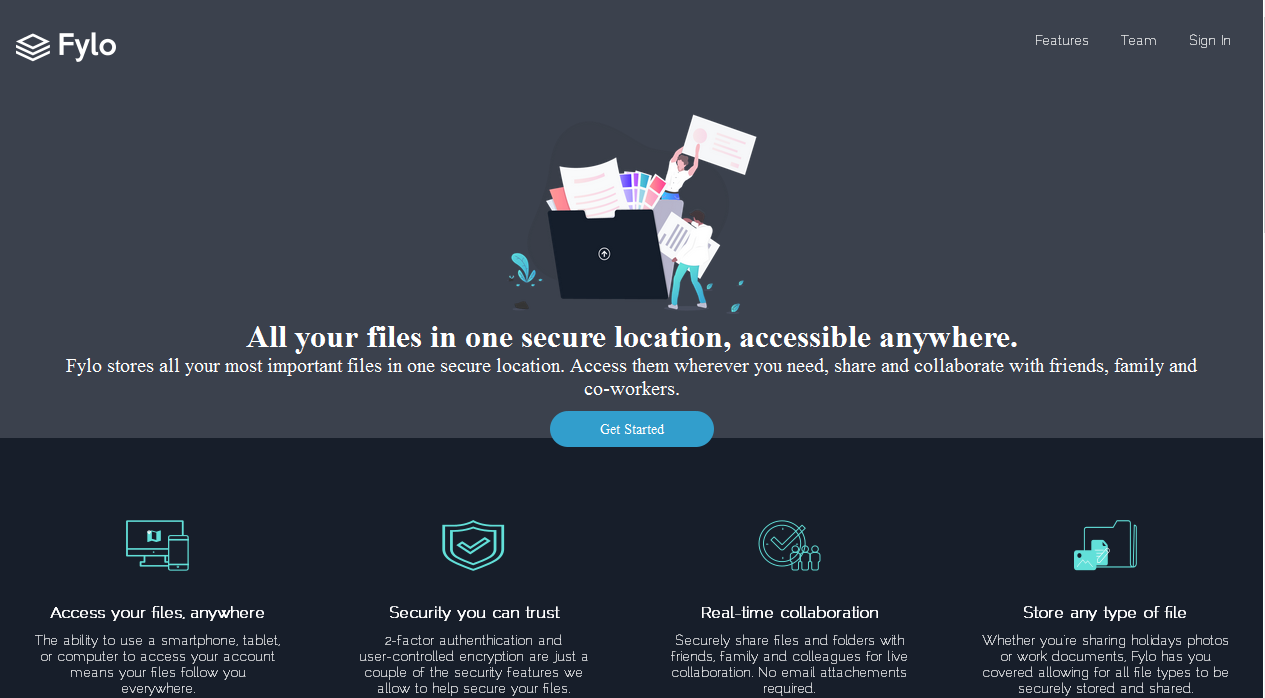 Fylo
Features
Team
Sign In
All your files in one secure location, accessible anywhere.
Fylo stores all your most important files in one secure location. Access them wherever you need, share and collaborate with friends, family and
co-workers.
Get Started
Access your files, anywhere
The ability to use a smartphone, tablet,
or computer to access your account
means your files follow you
everywhere.
Security you can trust
2-factor authenthication and
user-controlled encryption are just a
couple of the security features we
allow to help secure your files.
Real-time collaboration
Securely share files and folders with
friends, family and colleagues for live
collaboration. No email attachements
required.
Store any type of file
Whether you're sharing holidays photos
or work documents, Fylo has you
covered allowing for all file types to be
securely stored and shared.